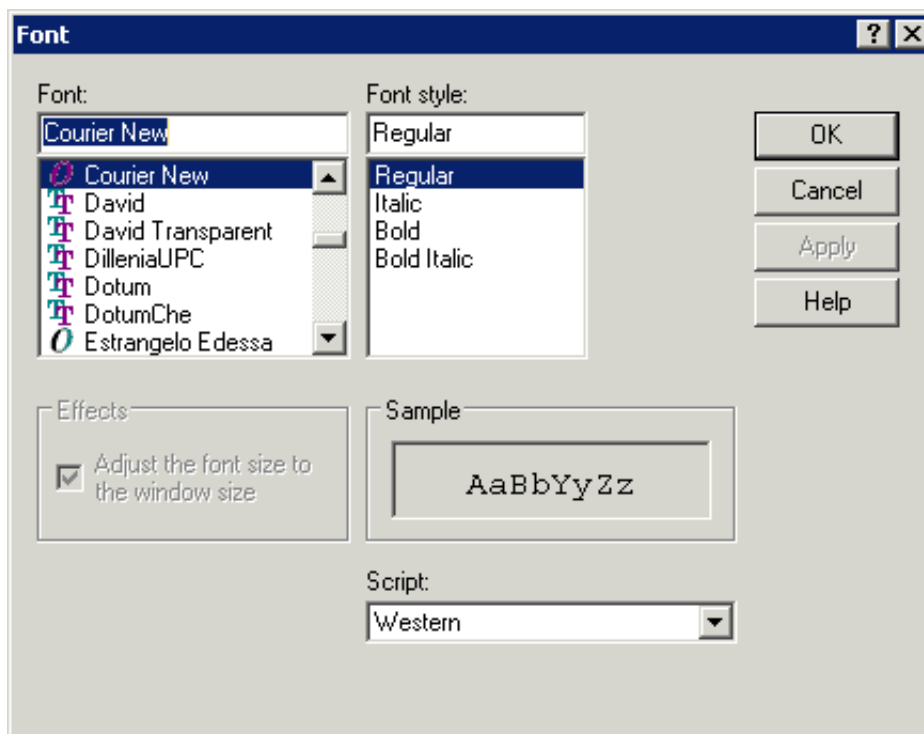 Font
Font:
Courier New
Courier New
David
David Transparent
DilleniaUPC
Dotum
DotumChe
Estrangelo Edessa
Font style:
Regular
Regular
Italic
Bold
Bold Italic
OK
Cancel
Apply
Help
Effects
Adjust the font size to
the window size
Sample
AaBbYyZz
Script:
Western